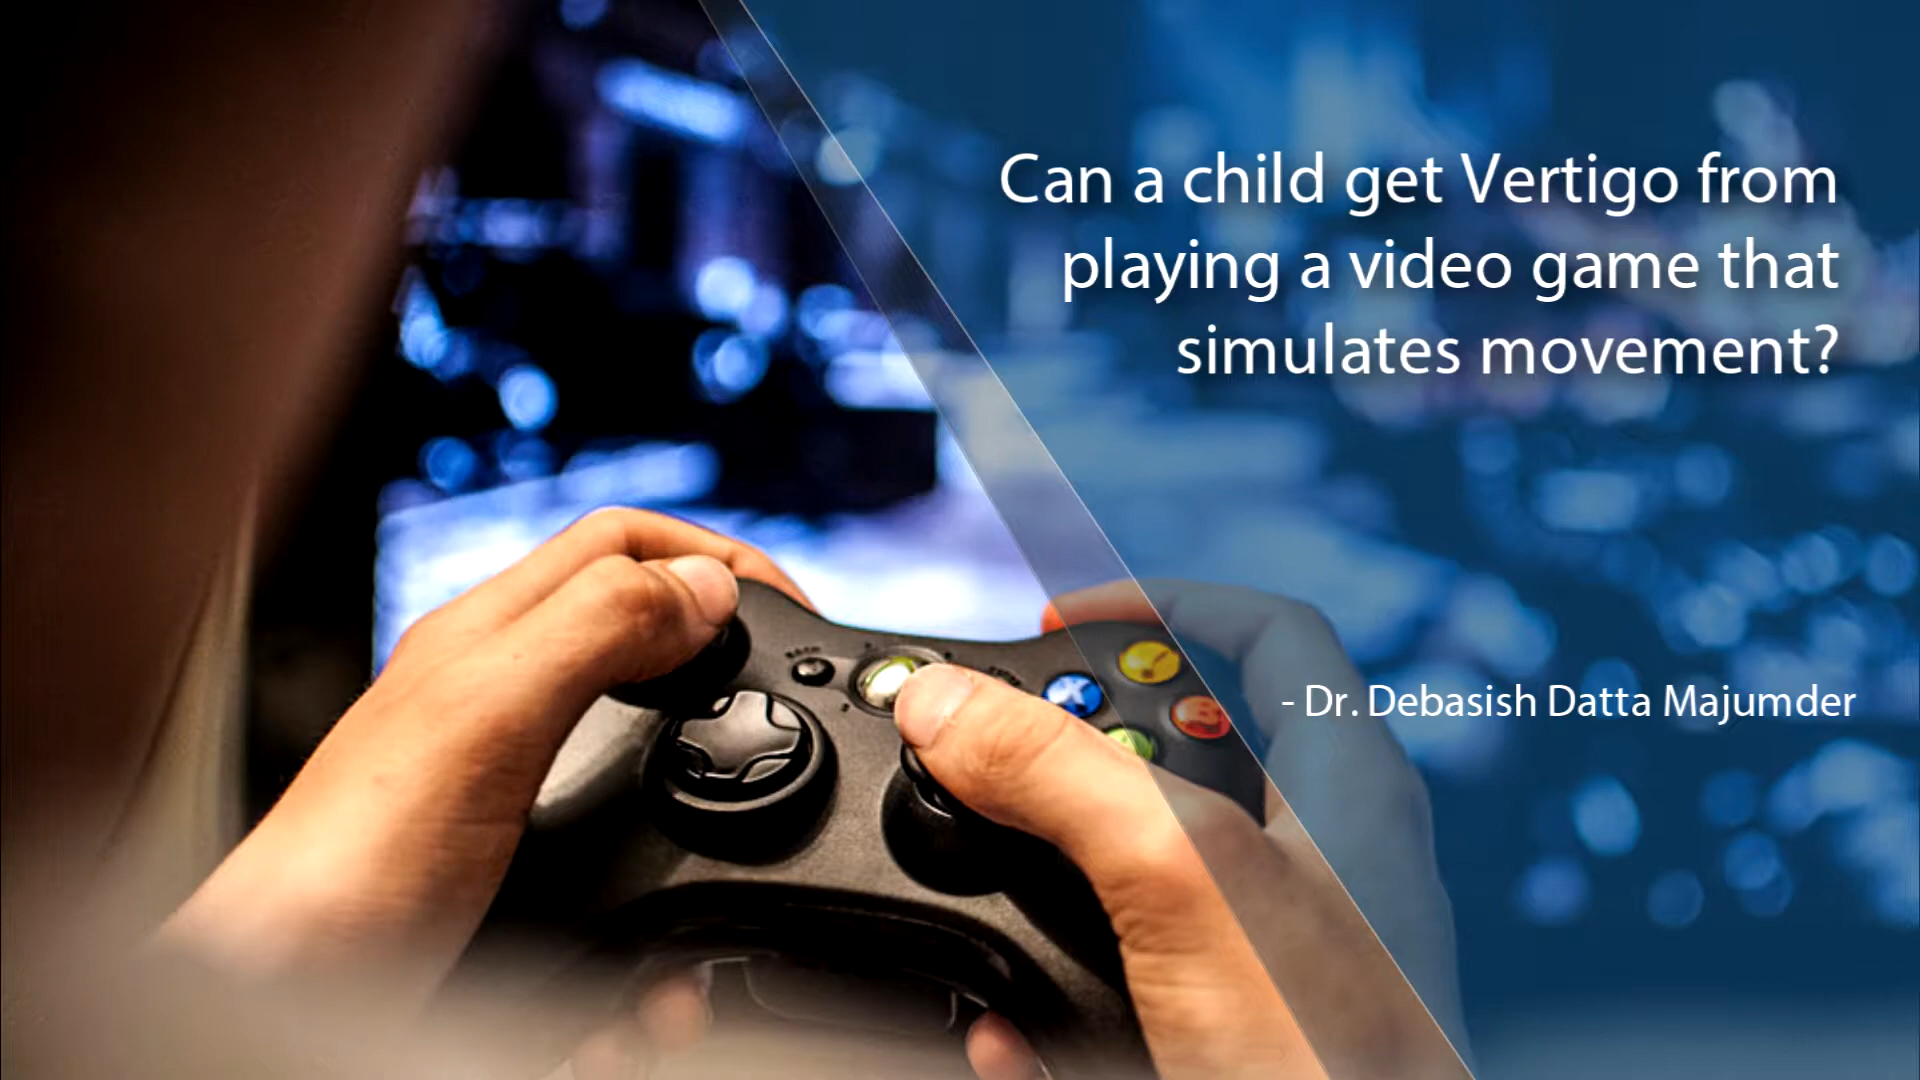 Can a child get Vertigo from
playing a video game that
simulates movement?
- Dr. Debasish Datta Majumder
X